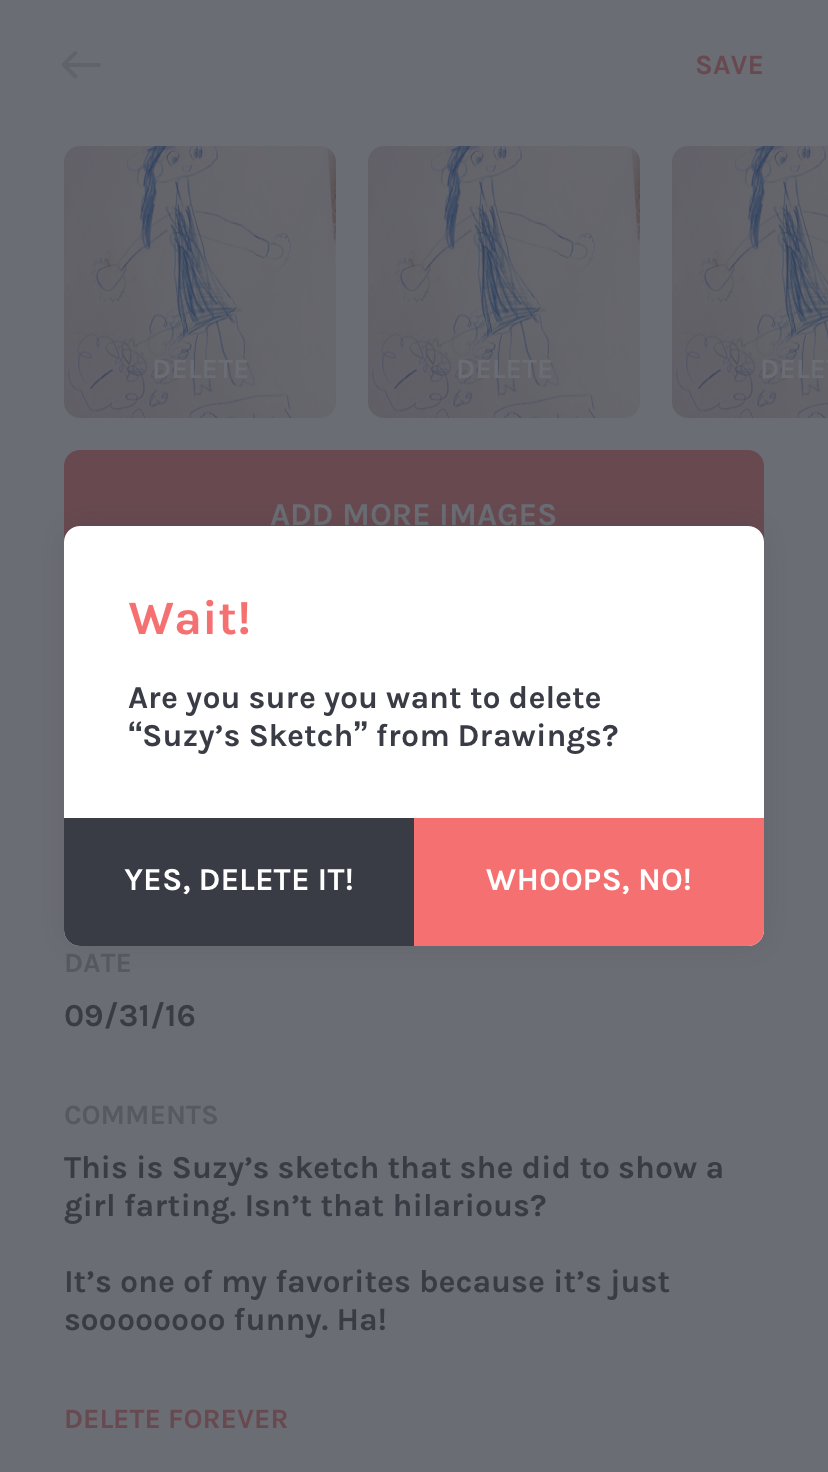 SAVE
DELETE
DELETE
DELE
ADD MORE IMAGES
Wait!
Are you sure you want to delete
“Suzy’s Sketch” from Drawings?
YES, DELETE IT!
WHOOPS, NO!
DATE
09/31/16
COMMENTS
This is Suzy’s sketch that she did to show a
girl farting. Isn’t that hilarious?
It’s one of my favorites because it’s just
soooooooo funny. Ha!
DELETE FOREVER